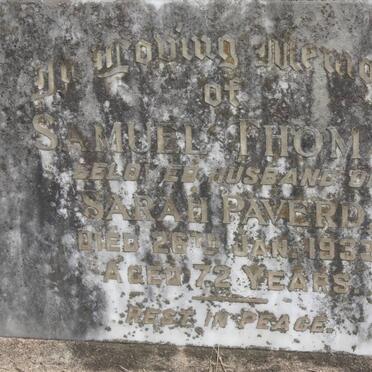 In Loving Memo
of
SAMUEL THOM
BELOVED HUSBAND O
SARAH PAVERD
DIED 26TH JAN. 193
AGED 72 YEARS
REST IN PEACE.